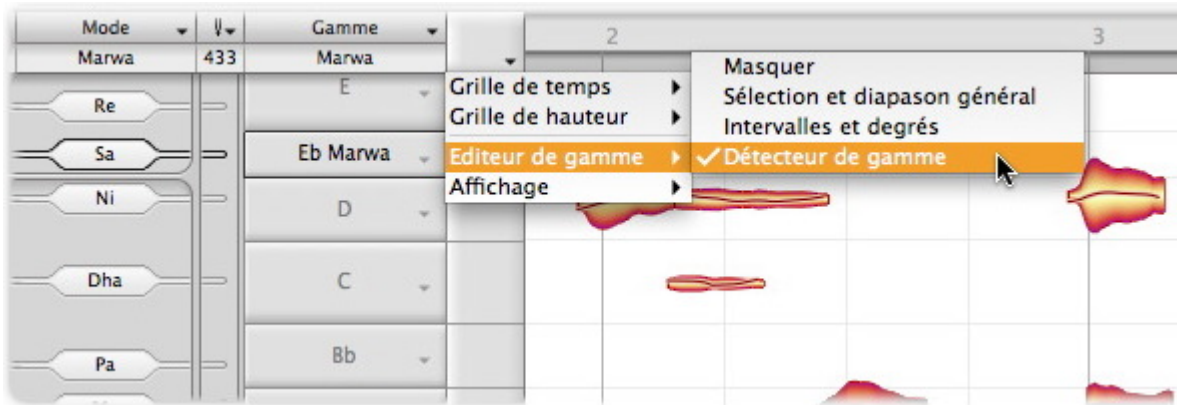 Mode Gamme 2 3
Marwa 433 Marwa
Masquer
E Grille de temps
Sélection et diapason général
Re Grille de hauteur
Intervalles et degrés
Sa Eb Marwa Editeur de gamme Détecteur de gamme
Affichage
Ni D
Dha C
Bb
Pa